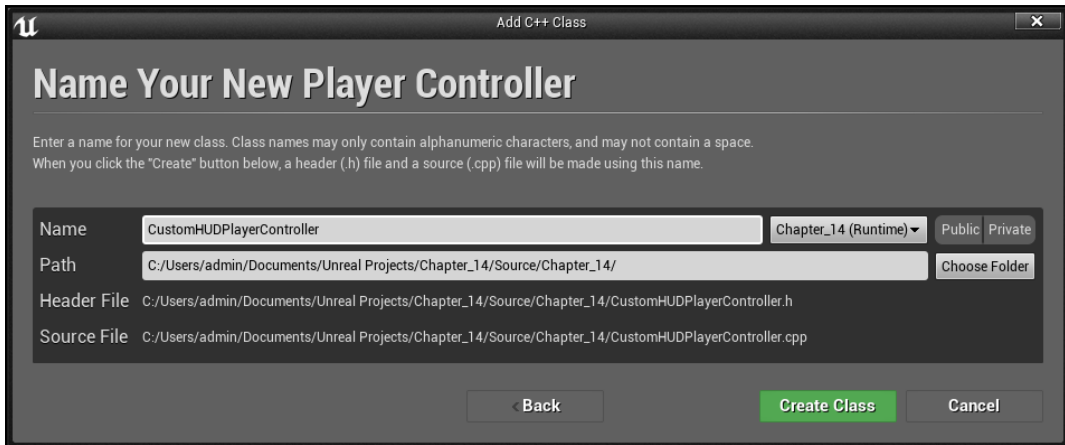 Add C++ Class
Name Your New Player Controller
Enter a name for your new class. Class names may only contain alphanumeric characters, and may not contain a space.
When you click the "Create" button below, a header (.h) file and a source (.cpp) file will be made using this name.
Name CustomHUDPlayerController Chapter_14 (Runtime) Public Private
Path C:/Users/admin/Documents/Unreal Projects/Chapter_14/Source/Chapter_14/ Choose Folder
Header File C:/Users/admin/Documents/Unreal Projects/Chapter_14/Source/Chapter_14/CustomHUDPlayerController.h
Source File C:/Users/admin/Documents/Unreal Projects/Chapter_14/Source/Chapter_14/CustomHUDPlayerController.cpp
Back Create Class Cancel